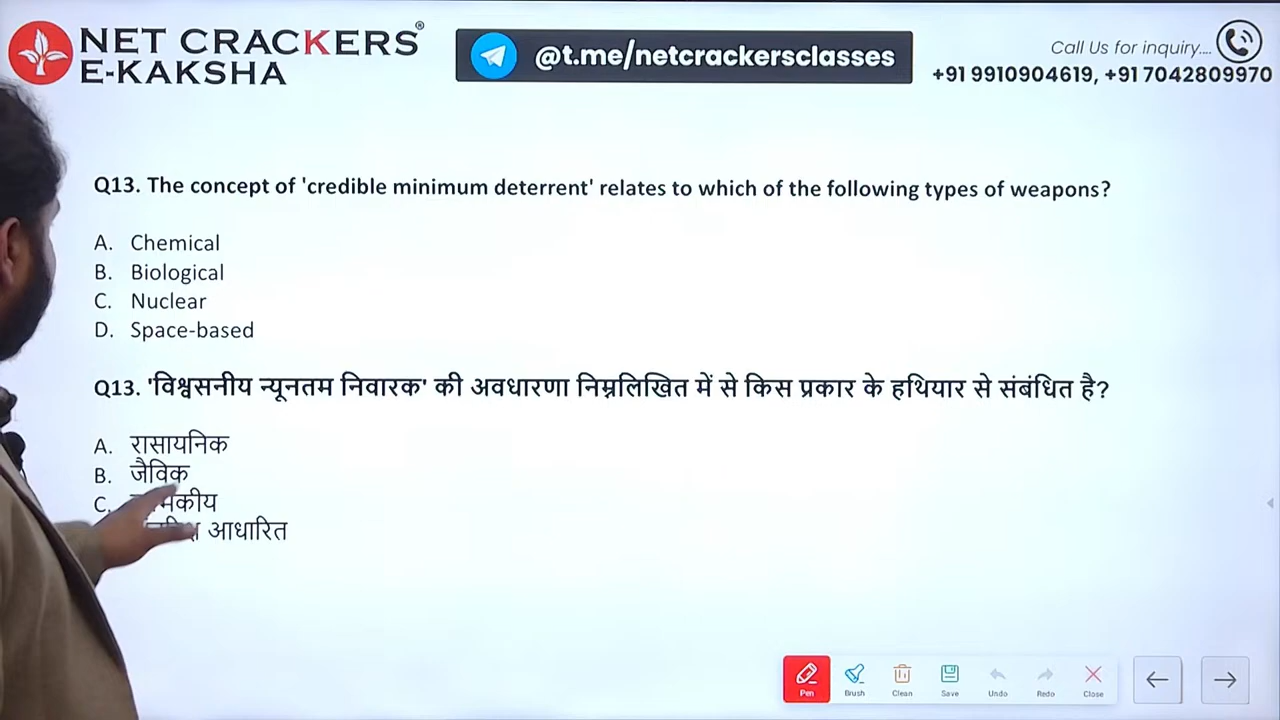 NET CRACKERS®
E-KAKSHA
@t.me/netcrackersclasses
Call Us for inquiry....
+91 9910904619, +91 7042809970
Q13. The concept of 'credible minimum deterrent' relates to which of the following types of weapons?
A. Chemical
B. Biological
C. Nuclear
D. Space-based
Q13. 'विश्वसनीय न्यूनतम निवारक' की अवधारणा निम्नलिखित में से किस प्रकार के हथियार से संबंधित है?
A. रासायनिक
B. जैविक
C.
आधारित
Pen Brush Clean Save Undo Redo Close